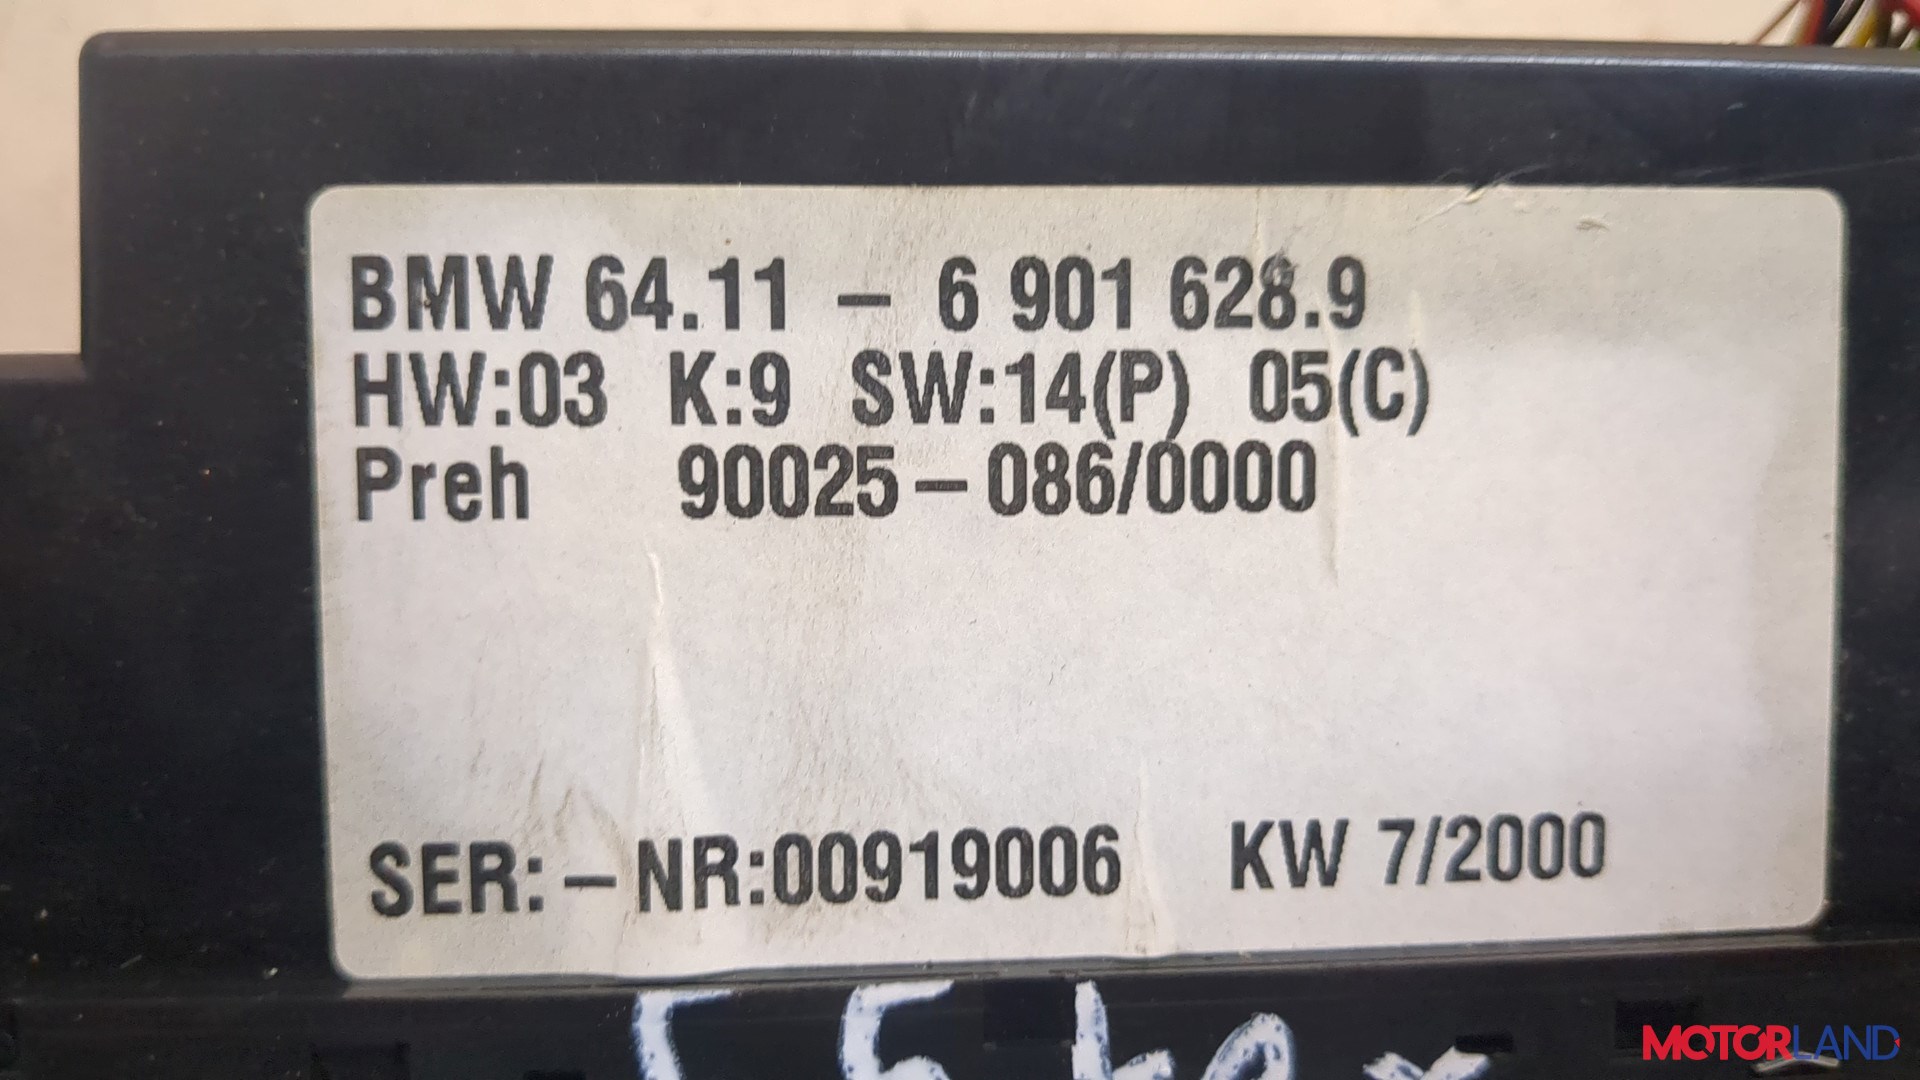 BMW 64.11 – 6 901 628.9
HW:03 K:9 SW:14(P) 05(C)
Preh 90025–086/0000
SER:–NR:00919006 KW 7/2000
MOTORLAND